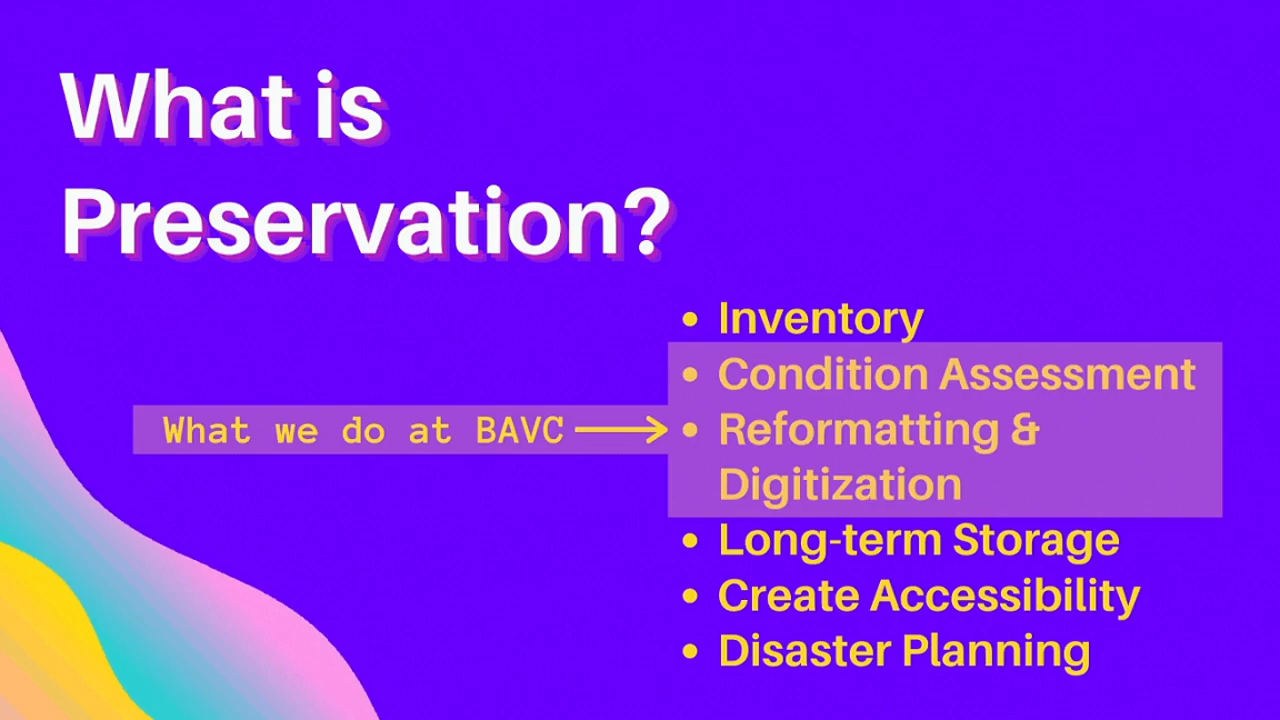 What is
Preservation?
• Inventory
• Condition Assessment
What we do at BAVC →
• Reformatting &
Digitization
• Long-term Storage
• Create Accessibility
• Disaster Planning